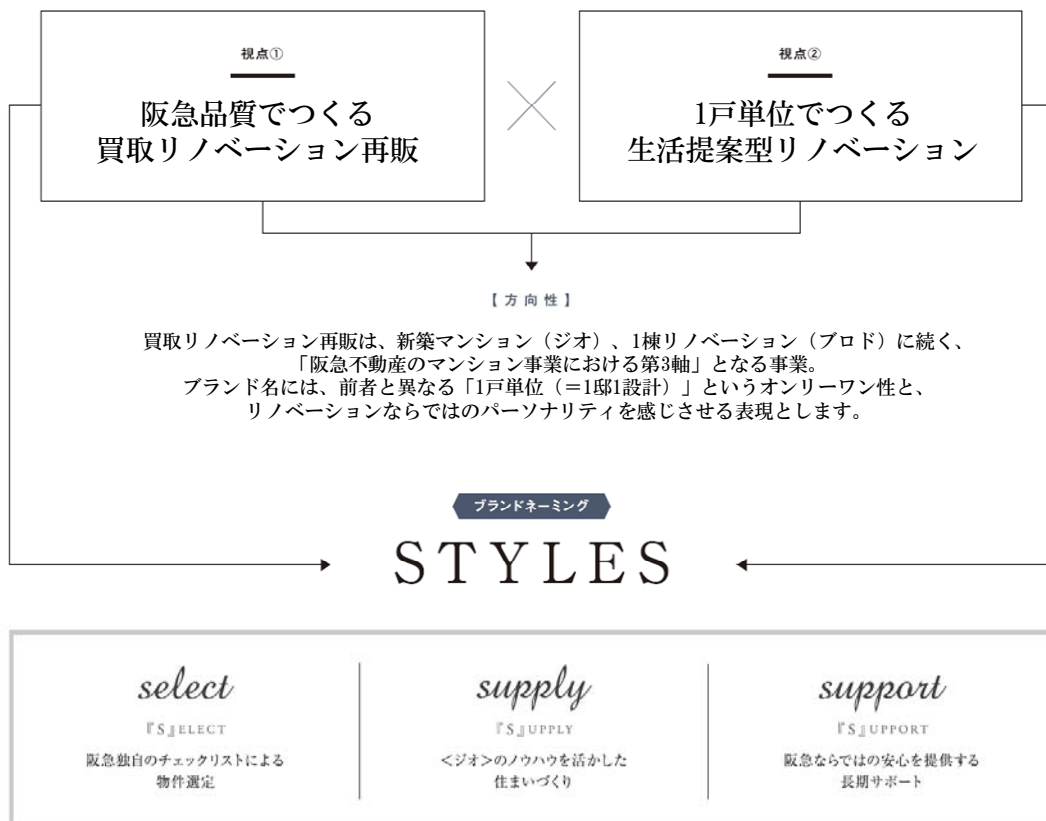 視点①
阪急品質でつくる
買取リノベーション再販
視点②
1戸単位でつくる
生活提案型リノベーション
【方向性】
買取リノベーション再販は、新築マンション（ジオ）、1棟リノベーション（ブロド）に続く、
「阪急不動産のマンション事業における第3軸」となる事業。
ブランド名には、前者と異なる「1戸単位（＝1邸1設計）」というオンリーワン性と、
リノベーションならではのパーソナリティを感じさせる表現とします。
ブランドネーミング
STYLES
select
『S』ELECT
阪急独自のチェックリストによる
物件選定
supply
『S』UPPLY
＜ジオ＞のノウハウを活かした
住まいづくり
support
『S』UPPORT
阪急ならではの安心を提供する
長期サポート